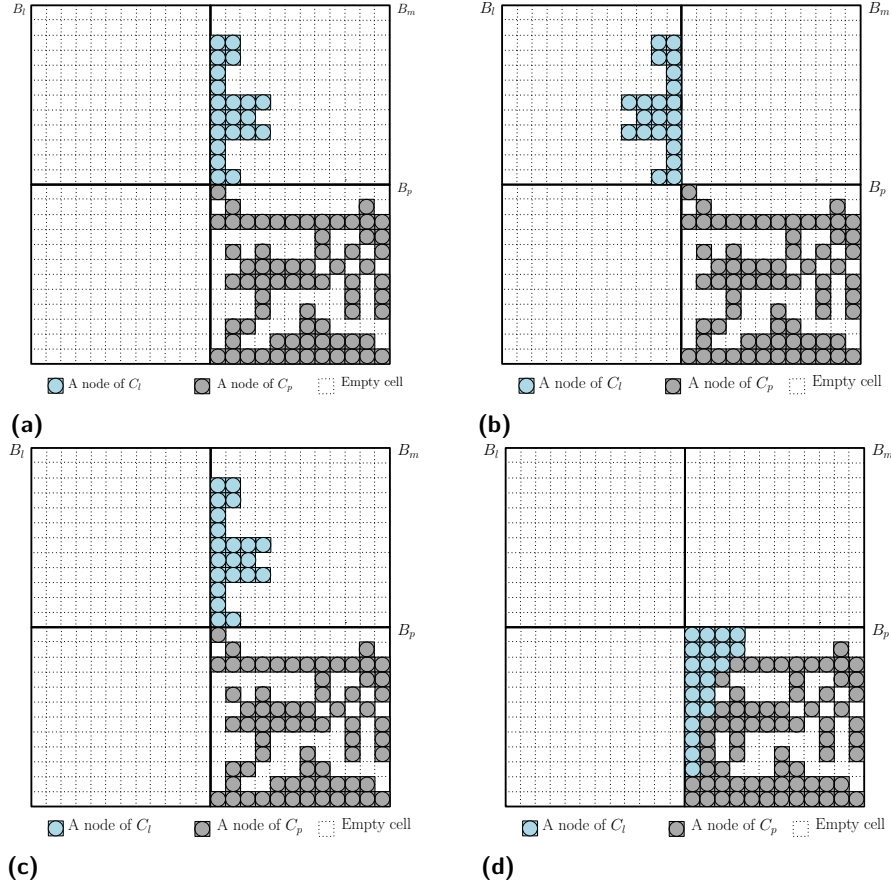 B_l B_m B_l B_m
B_p B_p
A node of C_l A node of C_p Empty cell A node of C_l A node of C_p Empty cell
(a) (b)
B_l B_m B_l B_m
B_p B_p
A node of C_l A node of C_p Empty cell A node of C_l A node of C_p Empty cell
(c) (d)